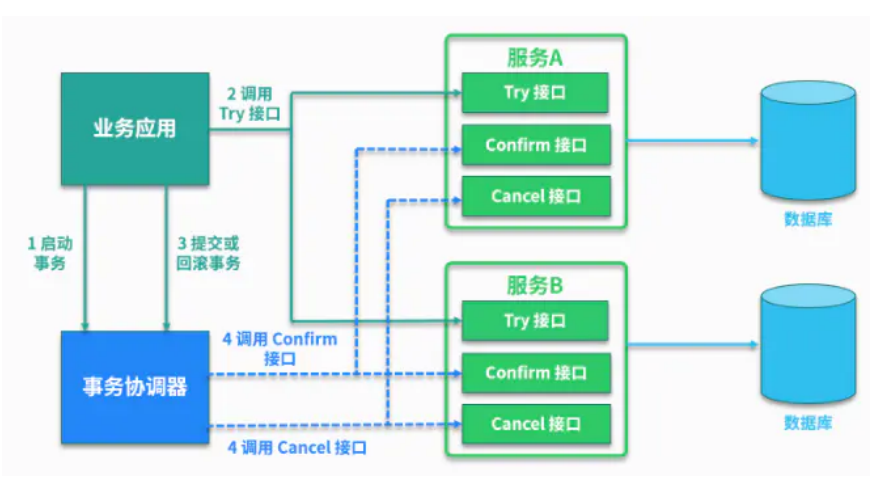 服务A
2 调用
Try 接口
Try 接口
业务应用
Confirm 接口
Cancel 接口
数据库
1 启动
事务
3 提交或
回滚事务
服务B
Try 接口
4 调用 Confirm
接口
Confirm 接口
事务协调器
Cancel 接口
数据库
4 调用 Cancel 接口